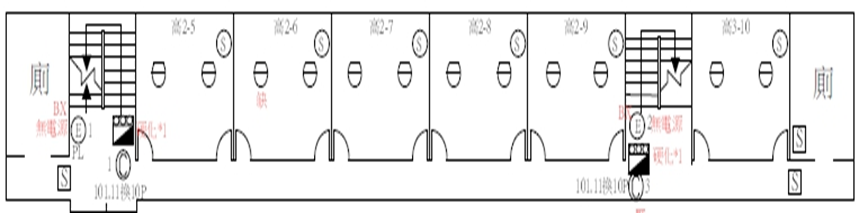 高2-5 高2-6 高2-7 高2-8 高2-9 高3-10
S S S S S S
廁 廁
缺
BX BX
無電源 E 1 硬化*1 E 2 無電源
PL 硬化*1
S
1 3
S S
101.11換10P 101.11換10P